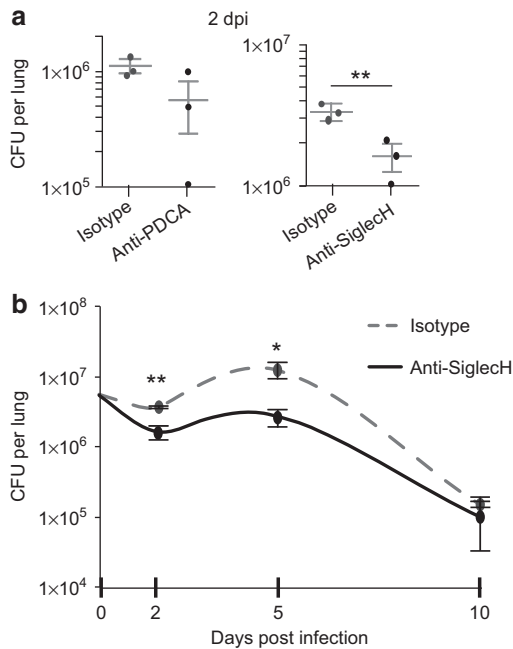 a
2 dpi
CFU per lung
1×10⁶
1×10⁵
Isotype
Anti-PDCA
1×10⁷
**
1×10⁶
Isotype
Anti-SiglecH
b
CFU per lung
1×10⁸
1×10⁷
1×10⁶
1×10⁵
1×10⁴
**
*
Isotype
Anti-SiglecH
0 2 5 10
Days post infection